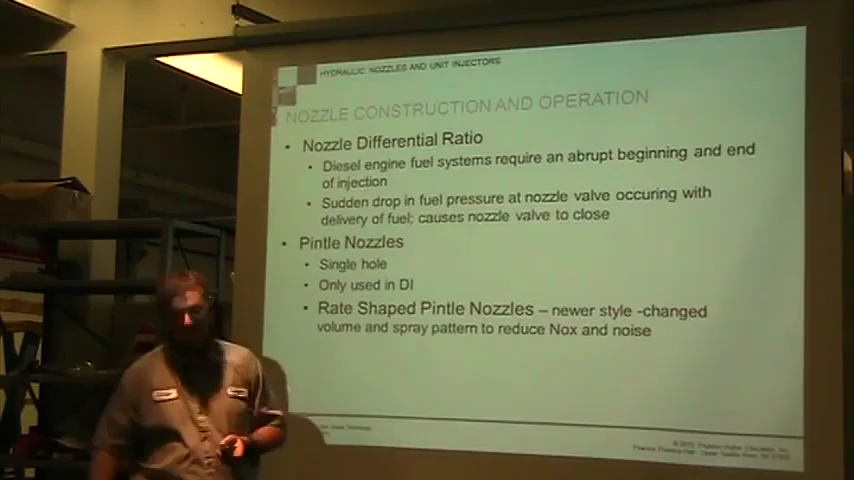 HYDRAULIC NOZZLES AND UNIT INJECTORS
NOZZLE CONSTRUCTION AND OPERATION
• Nozzle Differential Ratio
• Diesel engine fuel systems require an abrupt beginning and end
of injection
• Sudden drop in fuel pressure at nozzle valve occuring with
delivery of fuel; causes nozzle valve to close
• Pintle Nozzles
• Single hole
• Only used in DI
• Rate Shaped Pintle Nozzles – newer style -changed
volume and spray pattern to reduce Nox and noise